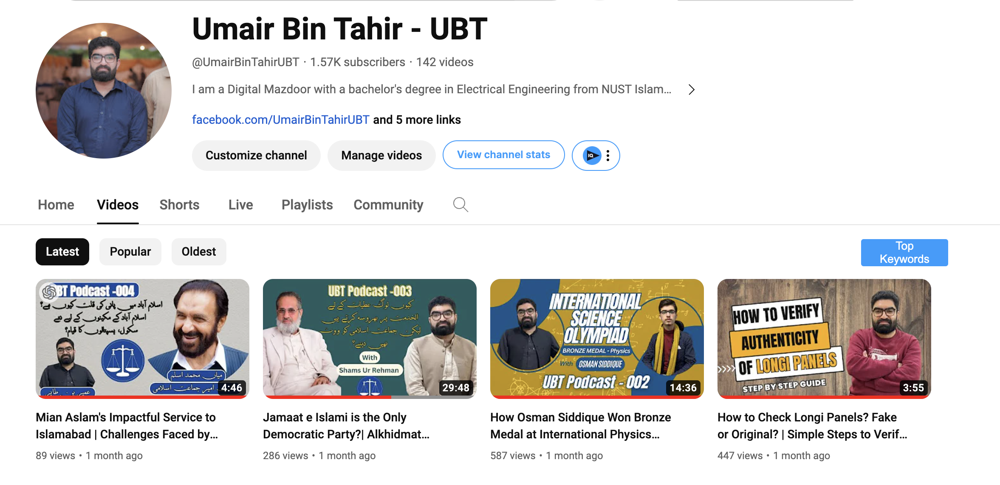 Umair Bin Tahir - UBT
@UmairBinTahirUBT · 1.57K subscribers · 142 videos
I am a Digital Mazdoor with a bachelor's degree in Electrical Engineering from NUST Islam...
facebook.com/UmairBinTahirUBT and 5 more links
Customize channel
Manage videos
View channel stats
IQ
Home
Videos
Shorts
Live
Playlists
Community
Latest
Popular
Oldest
Top
Keywords
BT Podcast -004
اسلام آباد میں پانی کی قلت کیوں ہے؟
اسلام آباد کے مکینوں کے لیے نئے
سکول، ہسپتالوں کا قیام؟
میاں محمد اسلم
امیر جماعت اسلامی
عمیر بن طاہر
4:46
UBT Podcast -003
کیوں لوگ عطیات کے لیے
الخدمت پر بھروسہ کرتے ہیں
لیکن جماعت اسلامی کو ووٹ
نہیں دیتے؟
With
Shams Ur Rehman
29:48
INTERNATIONAL
SCIENCE
OLYMPIAD
BRONZE MEDAL - Physics
With OSMAN SIDDIQUE
UBT Podcast - 002
14:36
HOW TO VERIFY
AUTHENTICITY
OF LONGI PANELS
STEP BY STEP GUIDE
3:55
Mian Aslam's Impactful Service to
Islamabad | Challenges Faced by...
89 views • 1 month ago
Jamaat e Islami is the Only
Democratic Party?| Alkhidmat...
286 views • 1 month ago
How Osman Siddique Won Bronze
Medal at International Physics...
587 views • 1 month ago
How to Check Longi Panels? Fake
or Original? | Simple Steps to Verif...
447 views • 1 month ago